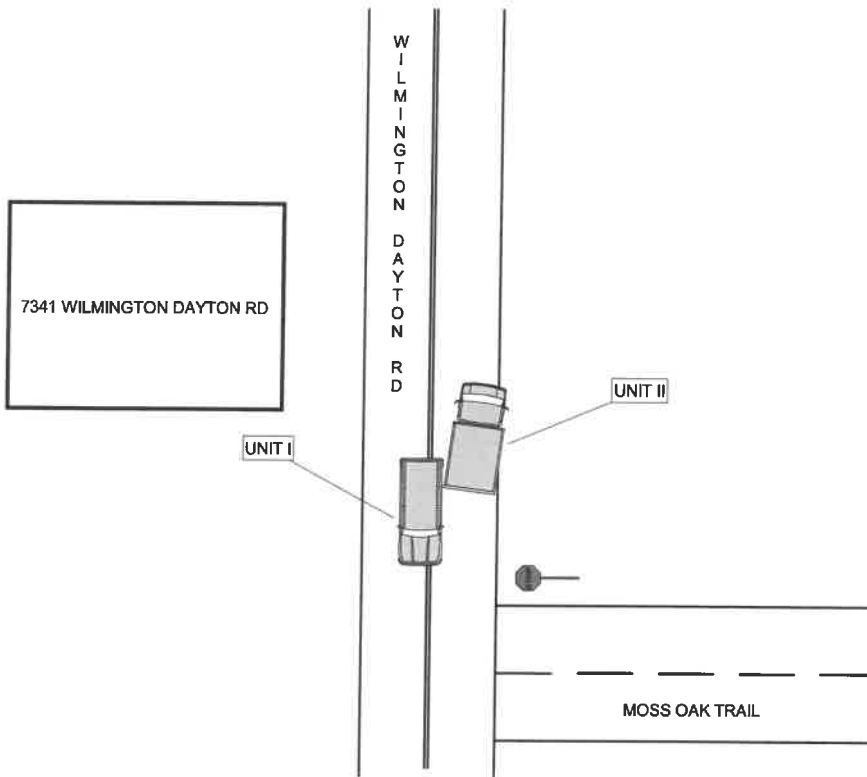 WILMINGTON DAYTON RD
7341 WILMINGTON DAYTON RD
UNIT II
UNIT I
MOSS OAK TRAIL